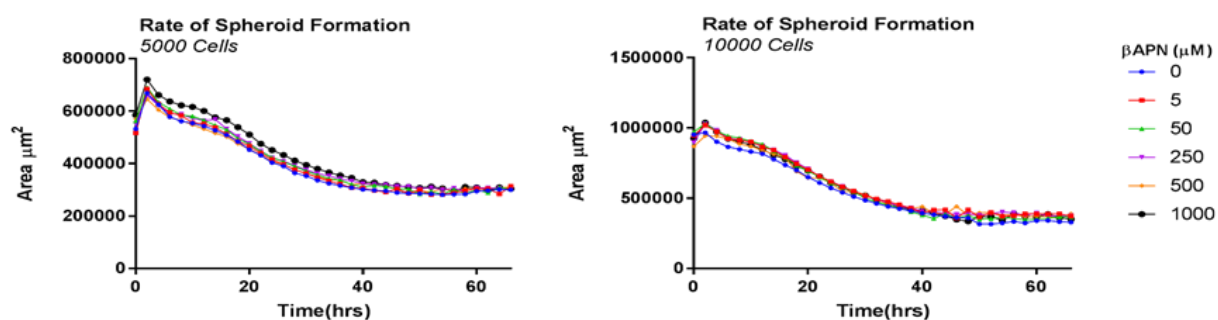 Rate of Spheroid Formation
5000 Cells
800000
600000
400000
200000
0
Area μm²
0
20
40
60
Time(hrs)
Rate of Spheroid Formation
10000 Cells
1500000
1000000
500000
0
Area μm²
0
20
40
60
Time(hrs)
βAPN (μM)
0
5
50
250
500
1000